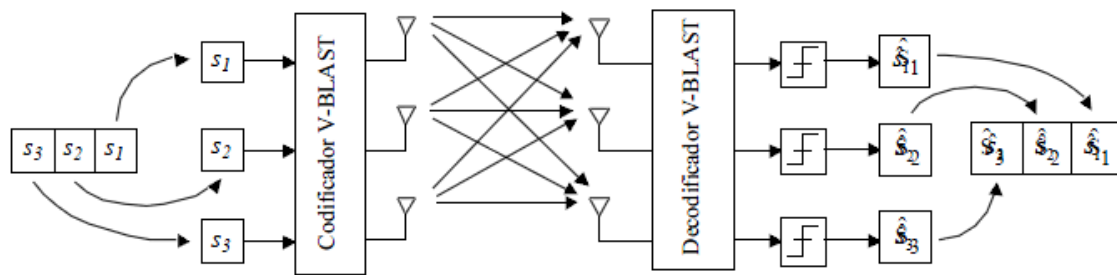 s3 s2 s1
s1
s2
s3
Codificador V-BLAST
Decodificador V-BLAST
ŝ1
ŝ2
ŝ3
ŝ3 ŝ2 ŝ1